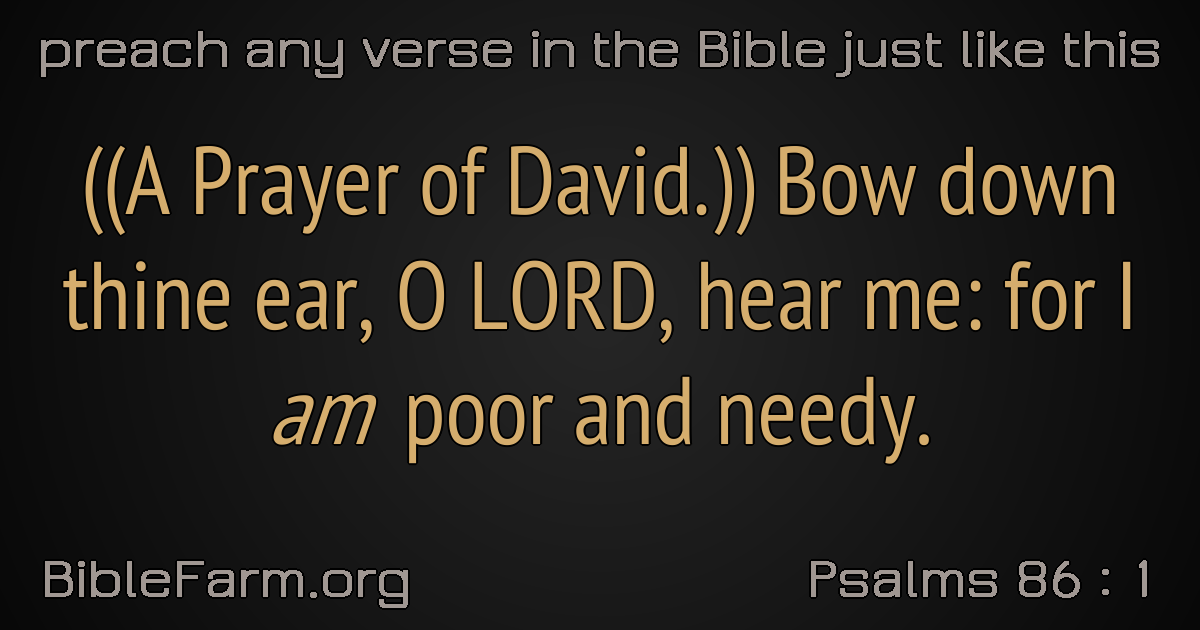 preach any verse in the Bible just like this
((A Prayer of David.)) Bow down
thine ear, O LORD, hear me: for I
am poor and needy.
BibleFarm.org
Psalms 86 : 1